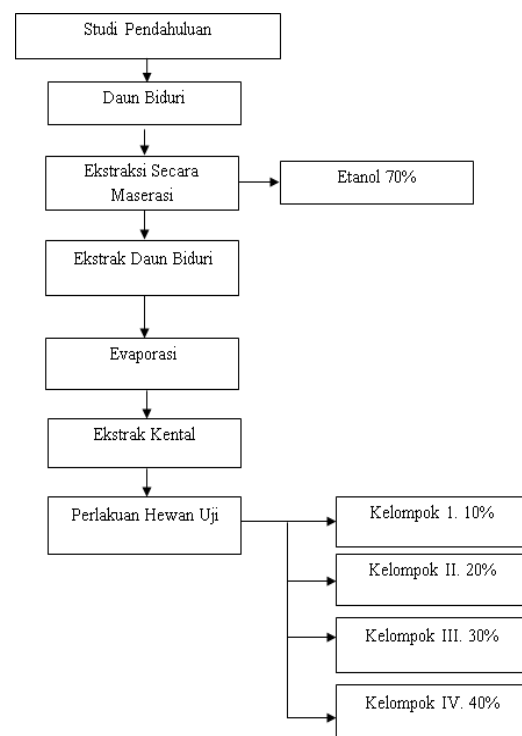 Studi Pendahuluan
Daun Biduri
Ekstraksi Secara
Maserasi
Etanol 70%
Ekstrak Daun Biduri
Evaporasi
Ekstrak Kental
Perlakuan Hewan Uji
Kelompok 1. 10%
Kelompok II. 20%
Kelompok III. 30%
Kelompok IV. 40%